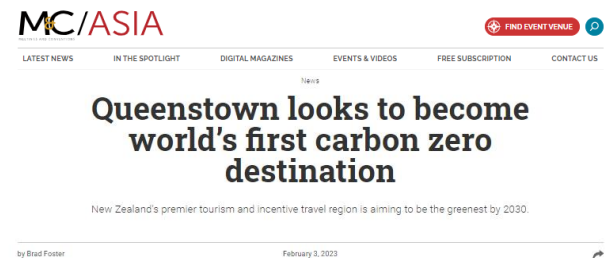 M&C/ASIA
FIND EVENT VENUE
LATEST NEWS IN THE SPOTLIGHT DIGITAL MAGAZINES EVENTS & VIDEOS FREE SUBSCRIPTION CONTACT US
News
Queenstown looks to become
world's first carbon zero
destination
New Zealand's premier tourism and incentive travel region is aiming to be the greenest by 2030.
by Brad Foster February 3, 2023